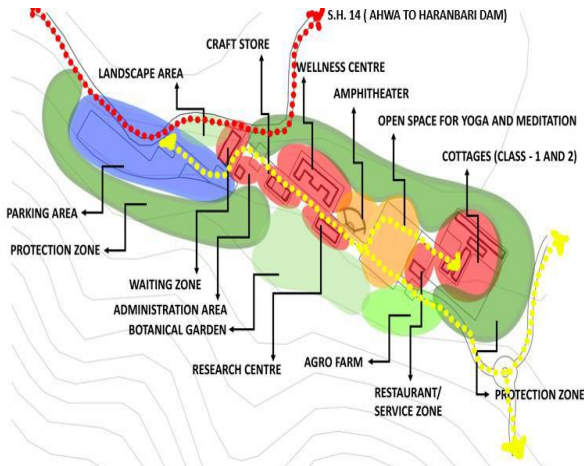 S.H. 14 ( AHWA TO HARANBARI DAM)
CRAFT STORE
WELLNESS CENTRE
LANDSCAPE AREA
AMPHITHEATER
OPEN SPACE FOR YOGA AND MEDITATION
COTTAGES (CLASS - 1 AND 2)
PARKING AREA
PROTECTION ZONE
WAITING ZONE
ADMINISTRATION AREA
BOTANICAL GARDEN
RESEARCH CENTRE
AGRO FARM
RESTAURANT/
SERVICE ZONE
PROTECTION ZONE